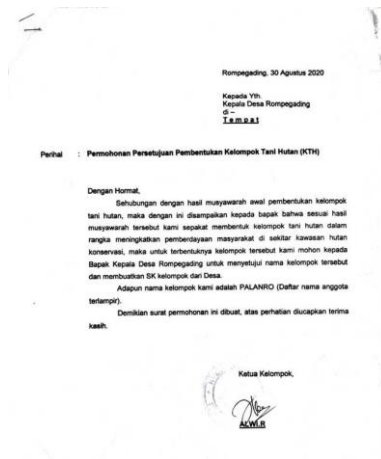 Rompegading, 30 Agustus 2020
Kepada Yth.
Kepala Desa Rompegading
di –
Tempat
Perihal : Permohonan Persetujuan Pembentukan Kelompok Tani Hutan (KTH)
Dengan Hormat,
Sehubungan dengan hasil musyawarah awal pembentukan kelompok
tani hutan, maka dengan ini disampaikan kepada bapak bahwa sesuai hasil
musyawarah tersebut kami sepakat membentuk kelompok tani hutan dalam
rangka meningkatkan pemberdayaan masyarakat di sekitar kawasan hutan
konservasi, maka untuk terbentuknya kelompok tersebut kami mohon kepada
Bapak Kepala Desa Rompegading untuk menyetujui nama kelompok tersebut
dan membuatkan SK kelompok dari Desa.
Adapun nama kelompok kami adalah PALANRO (Daftar nama anggota
terlampir).
Demikian surat permohonan ini dibuat, atas perhatian diucapkan terima
kasih.
Ketua Kelompok,
ALWI.R